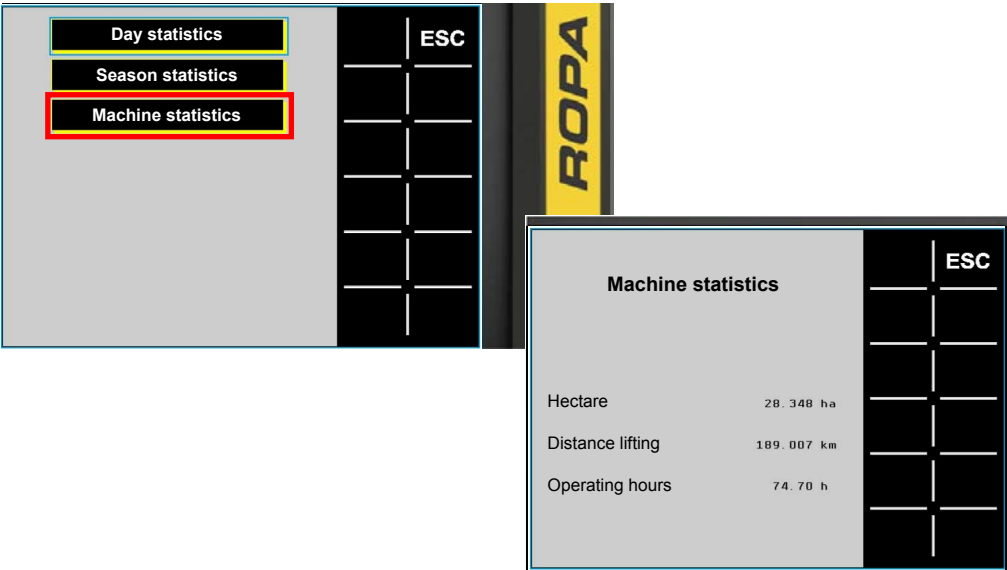 Day statistics
ESC
Season statistics
Machine statistics
ROPA
ESC
Machine statistics
Hectare 28.348 ha
Distance lifting 189.007 km
Operating hours 74.70 h